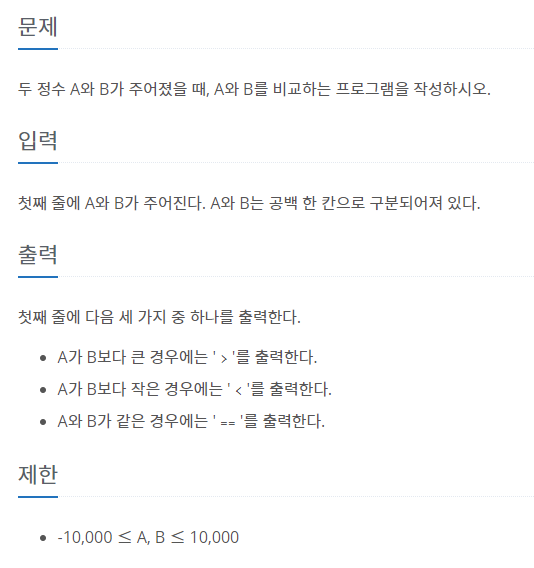 문제
두 정수 A와 B가 주어졌을 때, A와 B를 비교하는 프로그램을 작성하시오.
입력
첫째 줄에 A와 B가 주어진다. A와 B는 공백 한 칸으로 구분되어져 있다.
출력
첫째 줄에 다음 세 가지 중 하나를 출력한다.
• A가 B보다 큰 경우에는 ' > '를 출력한다.
• A가 B보다 작은 경우에는 ' < '를 출력한다.
• A와 B가 같은 경우에는 ' == '를 출력한다.
제한
• -10,000 ≤ A, B ≤ 10,000